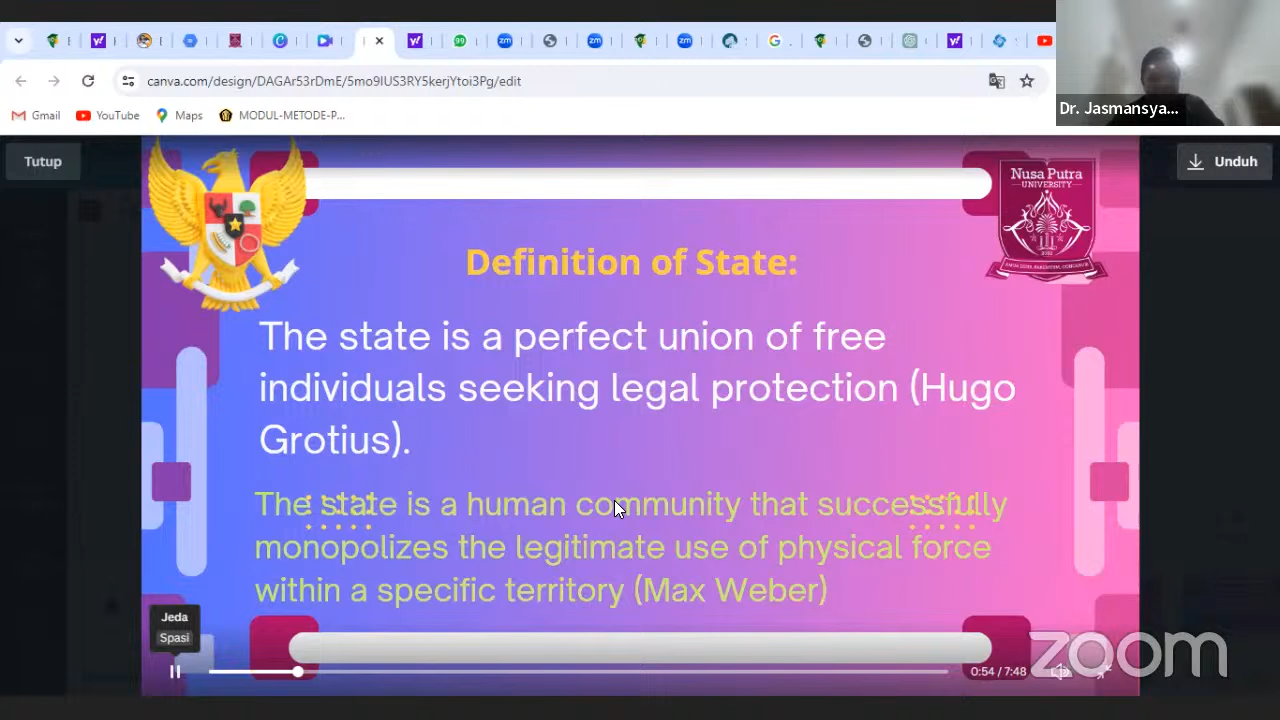 canva.com/design/DAGAr53rDmE/5mo9IUS3RY5kerjYtoi3Pg/edit
Gmail YouTube Maps MODUL-METODE-P...
Dr. Jasmansya...
Tutup
Unduh
Nusa Putra
UNIVERSITY
Definition of State:
The state is a perfect union of free
individuals seeking legal protection (Hugo
Grotius).
The state is a human community that successfully
monopolizes the legitimate use of physical force
within a specific territory (Max Weber)
Jeda
Spasi
0:54 / 7:48
zoom